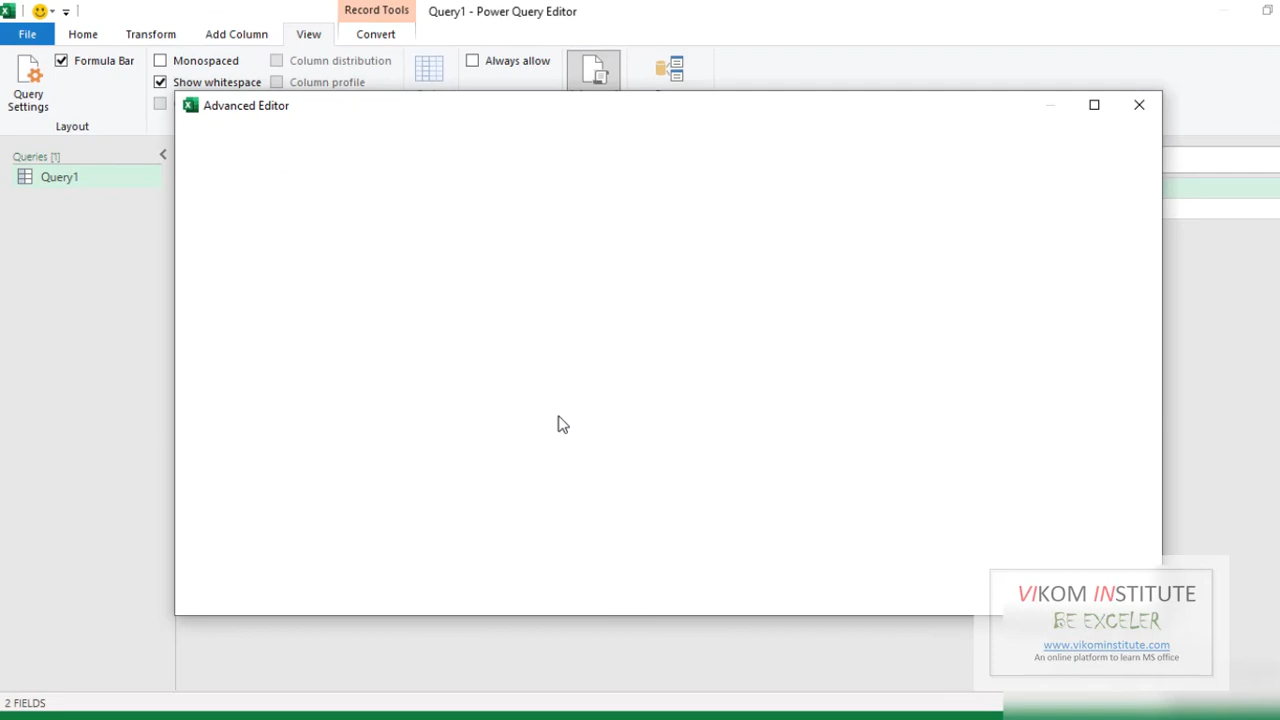 Record Tools
Query1 - Power Query Editor
File
Home
Transform
Add Column
View
Convert
Query
Settings
Formula Bar
Monospaced
Show whitespace
Column distribution
Column profile
Always allow
Layout
Advanced Editor
Queries [1]
Query1
VIKOM INSTITUTE
BE EXCELER
www.vikominstitute.com
An online platform to learn MS office
2 FIELDS